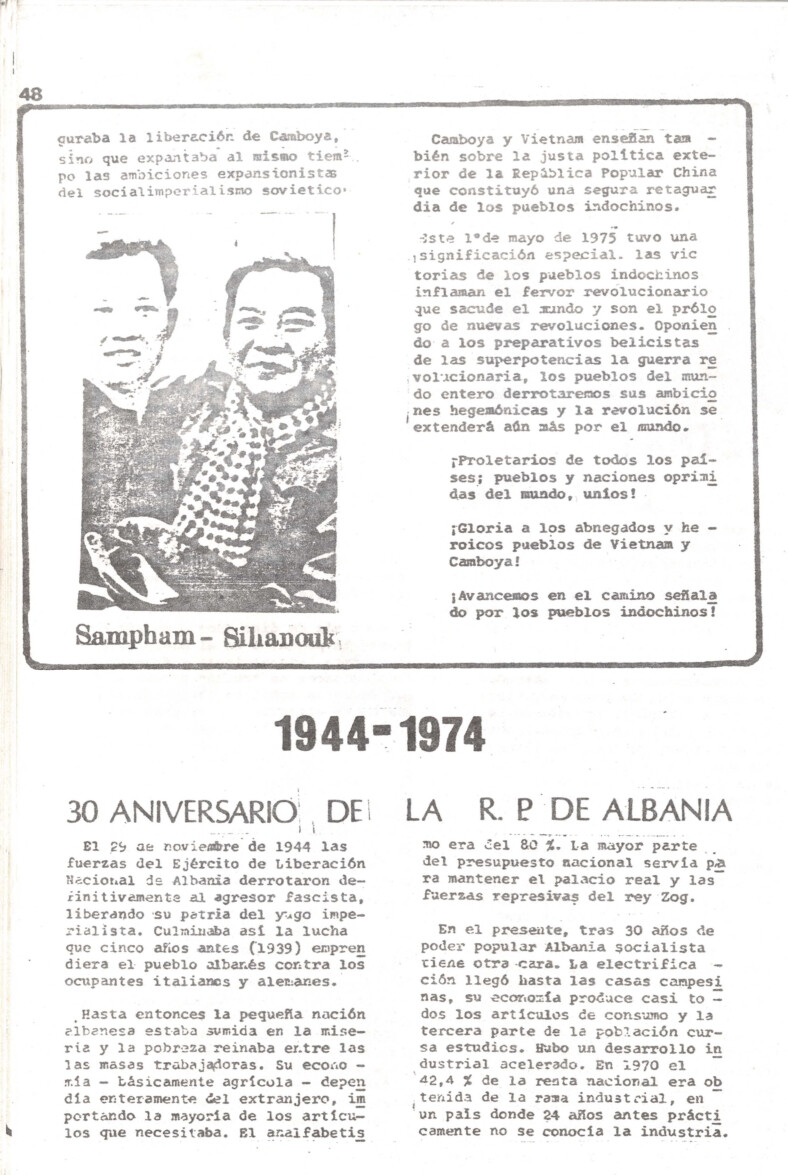 48
guraba la liberación de Camboya,
sino que expantaba al mismo tiem-
po las ambiciones expansionistas
del socialimperialismo sovietico.
Sampham - Sihanouk
Camboya y Vietnam enseñan tam -
bién sobre la justa política exte-
rior de la República Popular China
que constituyó una segura retaguar
dia de los pueblos indochinos.
Este 1°de mayo de 1975 tuvo una
significación especial. las vic
torias de los pueblos indochinos
inflaman el fervor revolucionario
que sacude el mundo y son el prólo
go de nuevas revoluciones. Oponien
do a los preparativos belicistas
de las superpotencias la guerra re
volucionaria, los pueblos del mun-
do entero derrotaremos sus ambicio
nes hegemónicas y la revolución se
extenderá aún más por el mundo.
¡Proletarios de todos los paí-
ses; pueblos y naciones oprimi
das del mundo, uníos!
¡Gloria a los abnegados y he -
roicos pueblos de Vietnam y
Camboya!
¡Avancemos en el camino señala
do por los pueblos indochinos!
1944-1974
30 ANIVERSARIO DE LA R. P DE ALBANIA
El 29 de noviembre de 1944 las
fuerzas del Ejército de Liberación
Nacional de Albania derrotaron de-
finitivamente al agresor fascista,
liberando su patria del yugo impe-
rialista. Culminaba así la lucha
que cinco años antes (1939) empren
diera el pueblo albanés contra los
ocupantes italianos y alemanes.
Hasta entonces la pequeña nación
albanesa estaba sumida en la mise-
ria y la pobreza reinaba entre las
las masas trabajadoras. Su econo -
mía - básicamente agrícola - depen
día enteramente del extranjero, im
portando la mayoría de los artícu-
los que necesitaba. El analfabetis
mo era del 80 %. La mayor parte
del presupuesto nacional servía pa
ra mantener el palacio real y las
fuerzas represivas del rey Zog.
En el presente, tras 30 años de
poder popular Albania socialista
tiene otra cara. La electrifica -
ción llegó hasta las casas campesi
nas, su economía produce casi to -
dos los artículos de consumo y la
tercera parte de la población cur-
sa estudios. Hubo un desarrollo in
dustrial acelerado. En 1970 el
42,4 % de la renta nacional era ob
tenida de la rama industrial, en
un país donde 24 años antes prácti
camente no se conocía la industria.